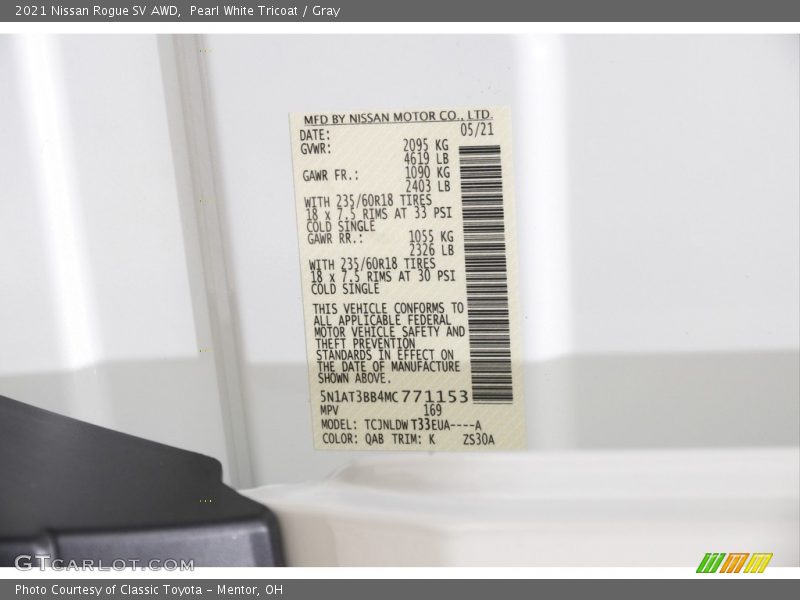 2021 Nissan Rogue SV AWD,  Pearl White Tricoat / Gray
MFD BY NISSAN MOTOR CO., LTD.
DATE: 05/21
GVWR: 2095 KG
4619 LB
GAWR FR.: 1090 KG
2403 LB
WITH 235/60R18 TIRES
18 x 7.5 RIMS AT 33 PSI
COLD SINGLE
GAWR RR.: 1055 KG
2326 LB
WITH 235/60R18 TIRES
18 x 7.5 RIMS AT 30 PSI
COLD SINGLE
THIS VEHICLE CONFORMS TO
ALL APPLICABLE FEDERAL
MOTOR VEHICLE SAFETY AND
THEFT PREVENTION
STANDARDS IN EFFECT ON
THE DATE OF MANUFACTURE
SHOWN ABOVE.
5N1AT3BB4MC771153
MPV 169
MODEL: TCJNLDWT33EUA----A
COLOR: QAB TRIM: K ZS30A
GTCARLOT.COM
Photo Courtesy of Classic Toyota - Mentor, OH